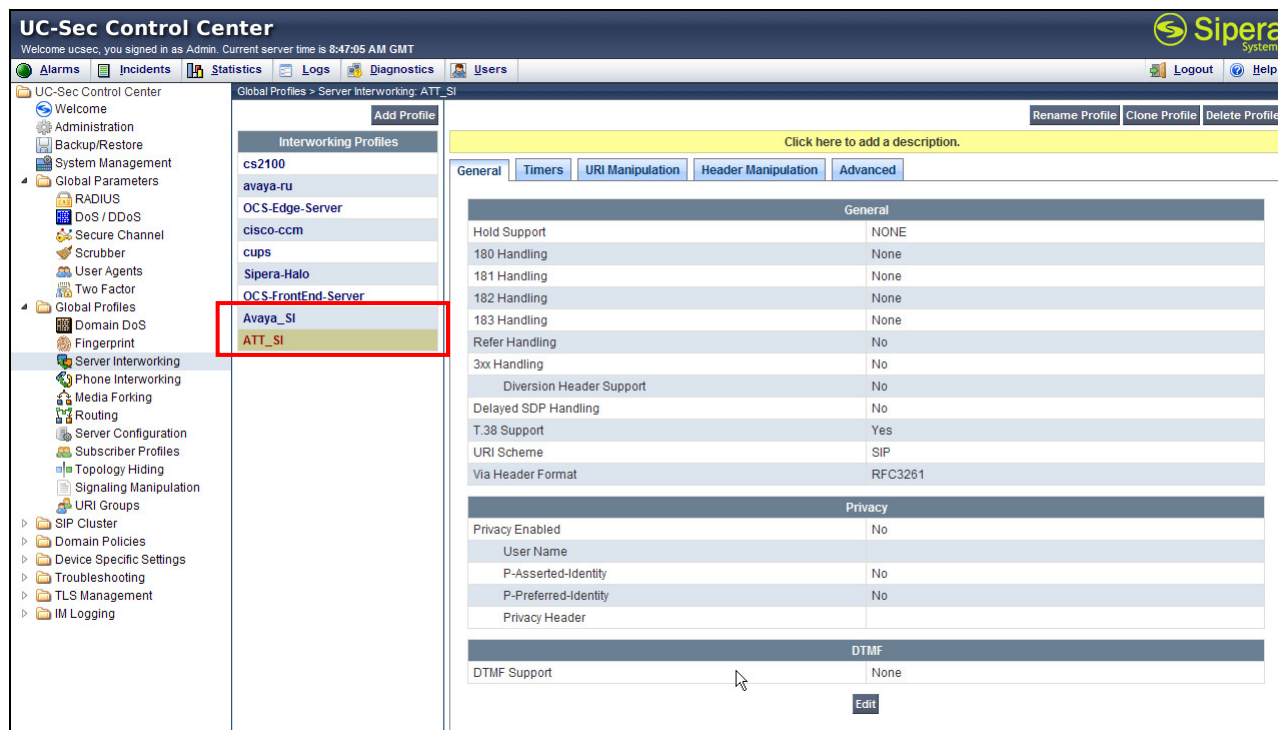 UC-Sec Control Center
Welcome ucsec, you signed in as Admin. Current server time is 8:47:05 AM GMT
Sipera
System
Alarms Incidents Statistics Logs Diagnostics Users Logout Help
UC-Sec Control Center
Welcome
Administration
Backup/Restore
System Management
Global Parameters
RADIUS
DoS / DDoS
Secure Channel
Scrubber
User Agents
Two Factor
Global Profiles
Domain DoS
Fingerprint
Server Interworking
Phone Interworking
Media Forking
Routing
Server Configuration
Subscriber Profiles
Topology Hiding
Signaling Manipulation
URI Groups
SIP Cluster
Domain Policies
Device Specific Settings
Troubleshooting
TLS Management
IM Logging
Global Profiles > Server Interworking: ATT_SI
Add Profile
Interworking Profiles
cs2100
avaya-ru
OCS-Edge-Server
cisco-ccm
cups
Sipera-Halo
OCS-FrontEnd-Server
Avaya_SI
ATT_SI
Rename Profile Clone Profile Delete Profile
Click here to add a description.
General Timers URI Manipulation Header Manipulation Advanced
General
Hold Support NONE
180 Handling None
181 Handling None
182 Handling None
183 Handling None
Refer Handling No
3xx Handling No
Diversion Header Support No
Delayed SDP Handling No
T.38 Support Yes
URI Scheme SIP
Via Header Format RFC3261
Privacy
Privacy Enabled No
User Name
P-Asserted-Identity No
P-Preferred-Identity No
Privacy Header
DTMF
DTMF Support None
Edit